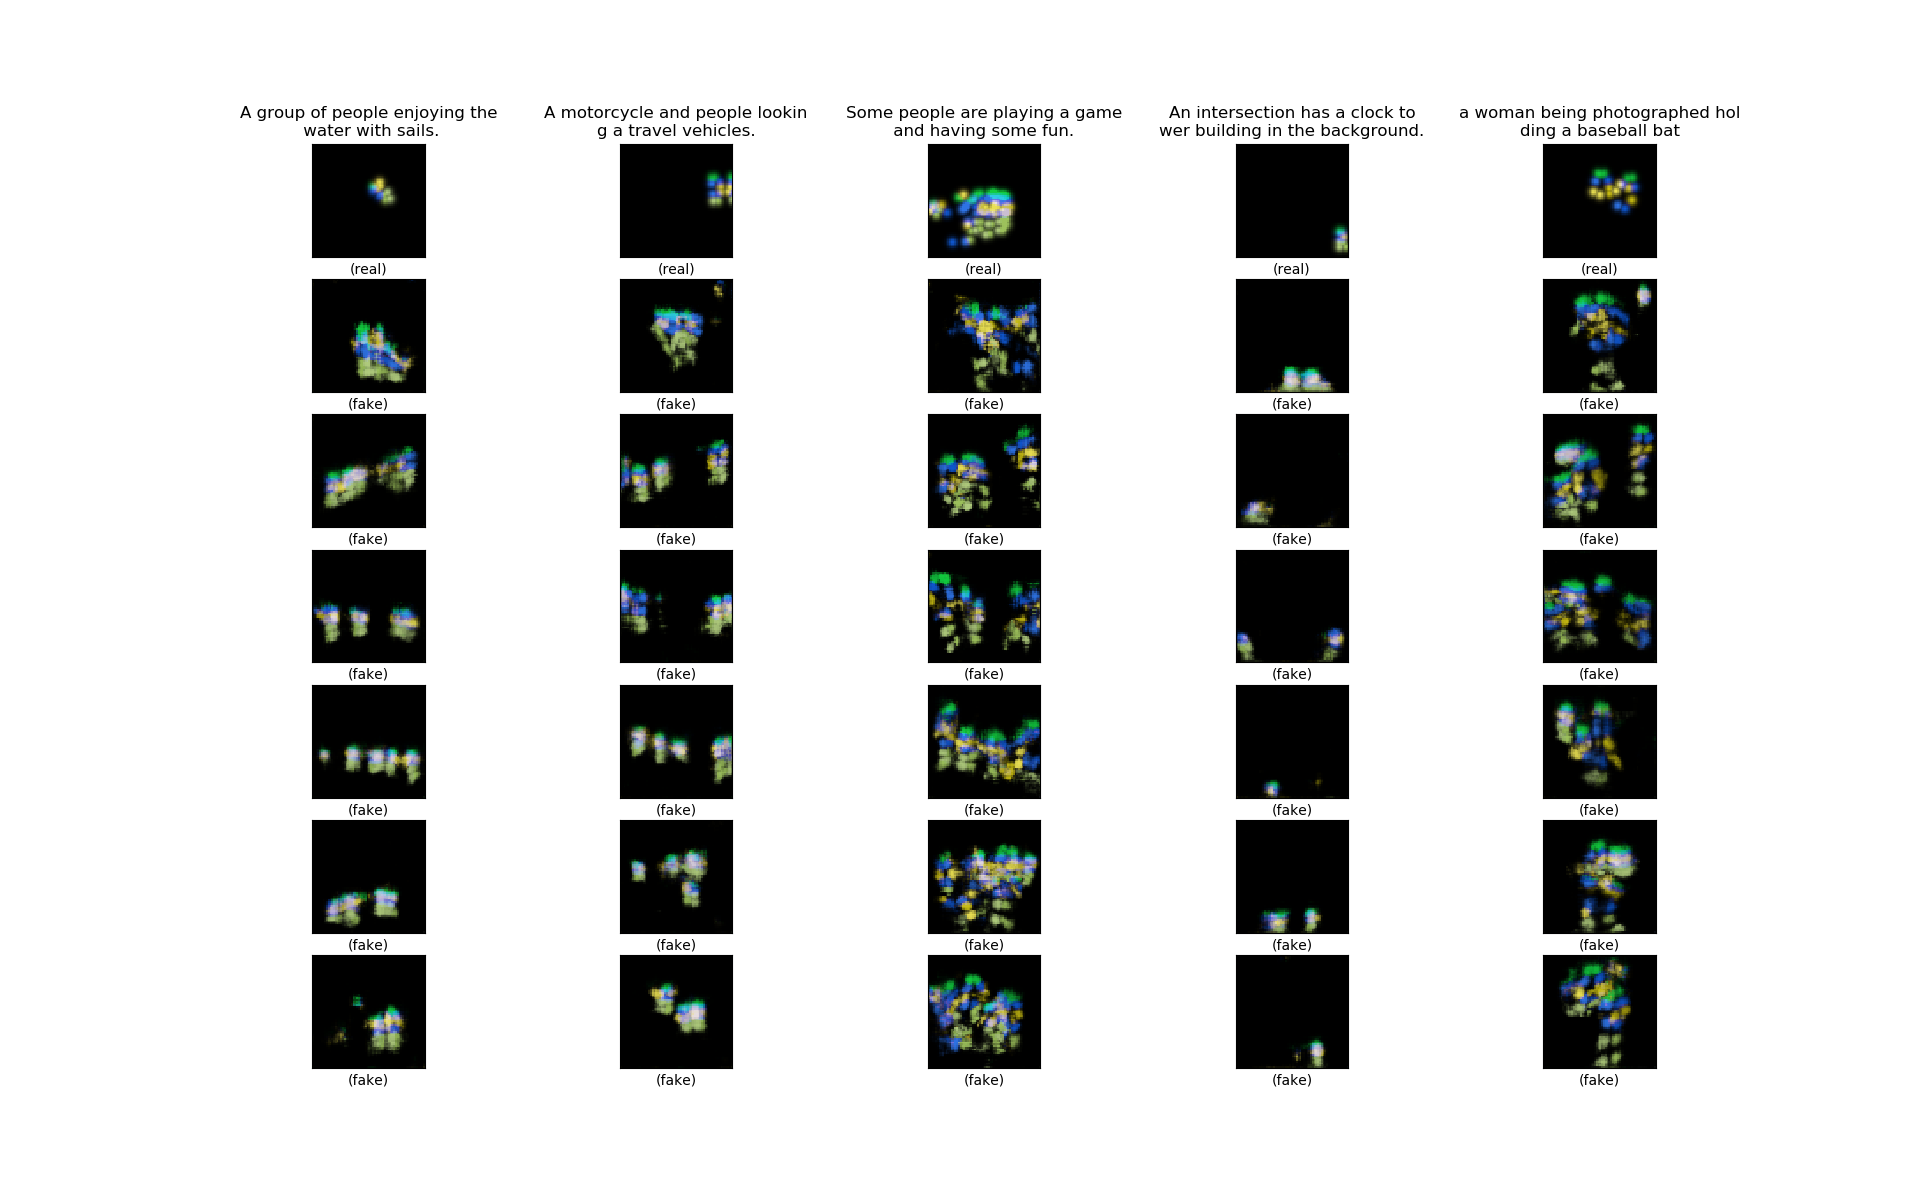 A group of people enjoying the
water with sails.
A motorcycle and people lookin
g a travel vehicles.
Some people are playing a game
and having some fun.
An intersection has a clock to
wer building in the background.
a woman being photographed hol
ding a baseball bat
(real) (real) (real) (real) (real)
(fake) (fake) (fake) (fake) (fake)
(fake) (fake) (fake) (fake) (fake)
(fake) (fake) (fake) (fake) (fake)
(fake) (fake) (fake) (fake) (fake)
(fake) (fake) (fake) (fake) (fake)
(fake) (fake) (fake) (fake) (fake)